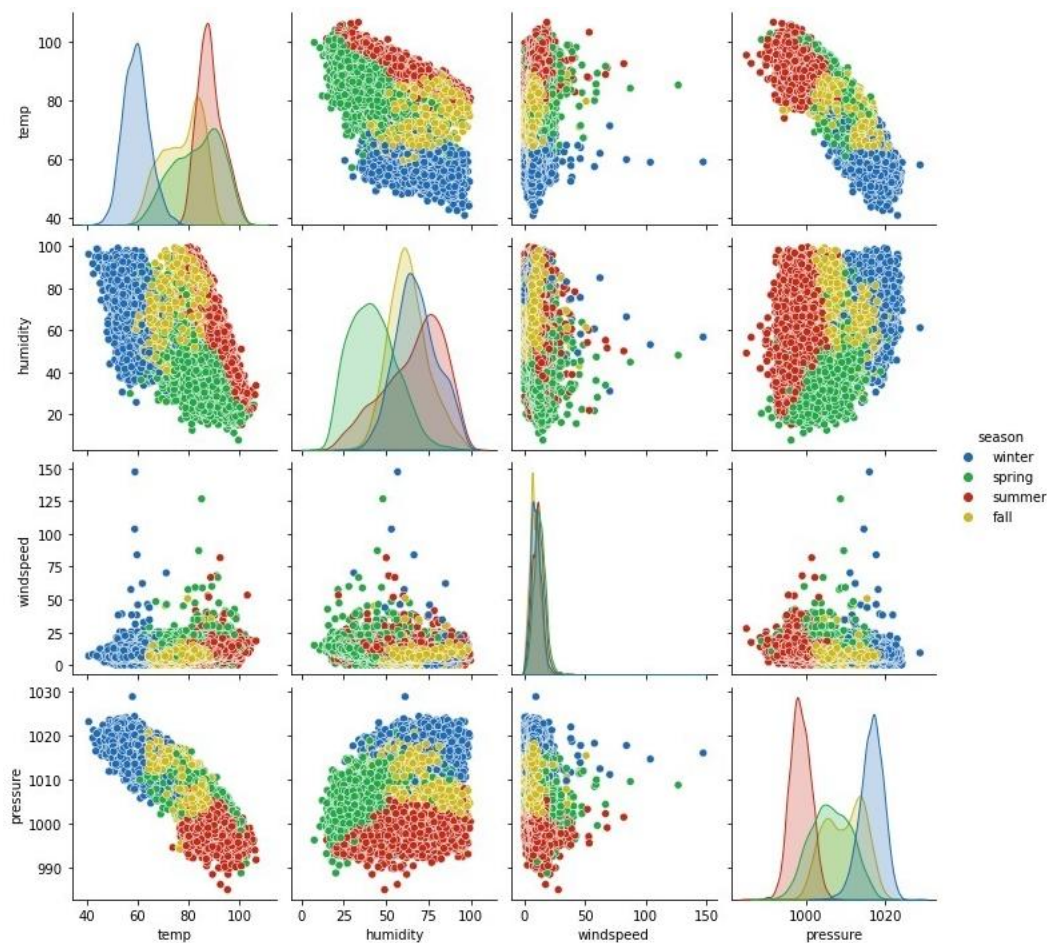 100
80
60
40
temp
100
80
60
40
20
humidity
season
winter
spring
summer
fall
150
125
100
75
50
25
0
windspeed
1030
1020
1010
1000
990
pressure
40 60 80 100
temp
25 50 75 100
humidity
0 50 100 150
windspeed
1000 1020
pressure